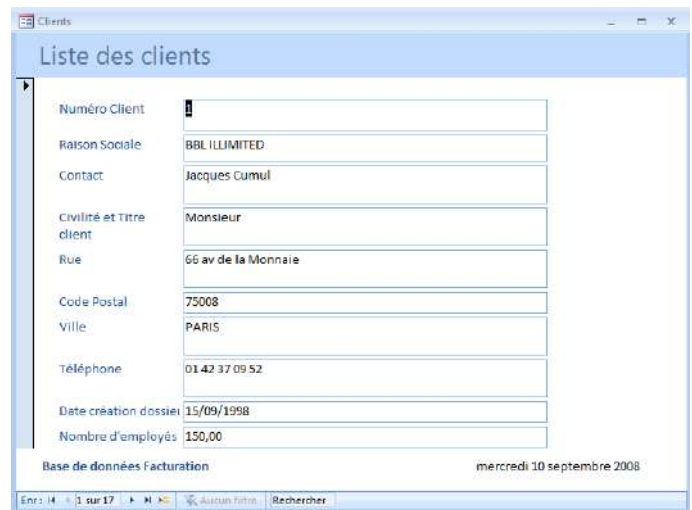 Clients
Liste des clients
Numéro Client 1
Raison Sociale BBL ILLIMITED
Contact Jacques Cumul
Civilité et Titre client Monsieur
Rue 66 av de la Monnaie
Code Postal 75008
Ville PARIS
Téléphone 01 42 37 09 52
Date création dossier 15/09/1998
Nombre d'employés 150,00
Base de données Facturation mercredi 10 septembre 2008
Enr : 1 sur 17 Aucun filtre Rechercher